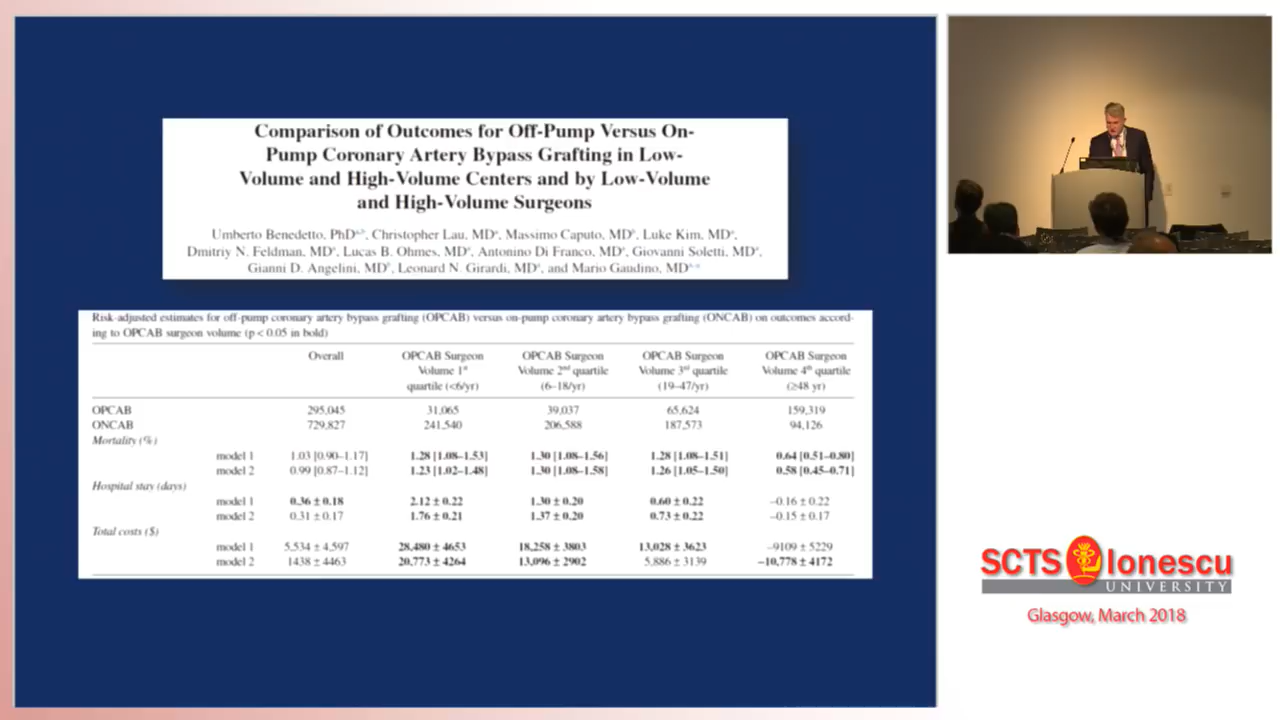 Comparison of Outcomes for Off-Pump Versus On-
Pump Coronary Artery Bypass Grafting in Low-
Volume and High-Volume Centers and by Low-Volume
and High-Volume Surgeons
Umberto Benedetto, PhD, Christopher Lau, MD, Massimo Caputo, MD, Luke Kim, MD,
Dmitriy N. Feldman, MD, Lucas B. Ohmes, MD, Antonino Di Franco, MD, Giovanni Soletti, MD,
Gianni D. Angelini, MD, Leonard N. Girardi, MD, and Mario Gaudino, MD
Risk-adjusted estimates for off-pump coronary artery bypass grafting (OPCAB) versus on-pump coronary artery bypass grafting (ONCAB) on outcomes accord-
ing to OPCAB surgeon volume (p < 0.05 in bold)
Overall OPCAB Surgeon OPCAB Surgeon OPCAB Surgeon OPCAB Surgeon
Volume 1st Volume 2nd quartile Volume 3rd quartile Volume 4th quartile
quartile (<6/yr) (6–18/yr) (19–47/yr) (≥48 yr)
OPCAB 295,045 31,065 39,037 65,624 159,319
ONCAB 729,827 241,540 206,588 187,573 94,126
Mortality (%)
model 1 1.03 [0.90–1.17] 1.28 [1.08–1.53] 1.30 [1.08–1.56] 1.28 [1.08–1.51] 0.64 [0.51–0.80]
model 2 0.99 [0.87–1.12] 1.23 [1.02–1.48] 1.30 [1.08–1.58] 1.26 [1.05–1.50] 0.58 [0.45–0.71]
Hospital stay (days)
model 1 0.36 ± 0.18 2.12 ± 0.22 1.30 ± 0.20 0.60 ± 0.22 –0.16 ± 0.22
model 2 0.31 ± 0.17 1.76 ± 0.21 1.37 ± 0.20 0.73 ± 0.22 –0.15 ± 0.17
Total costs ($)
model 1 5,534 ± 4,597 28,480 ± 4653 18,258 ± 3803 13,028 ± 3623 –9109 ± 5229
model 2 1438 ± 4463 20,773 ± 4264 13,096 ± 2902 5,886 ± 3139 –10,778 ± 4172
SCTS Ionescu
UNIVERSITY
Glasgow, March 2018